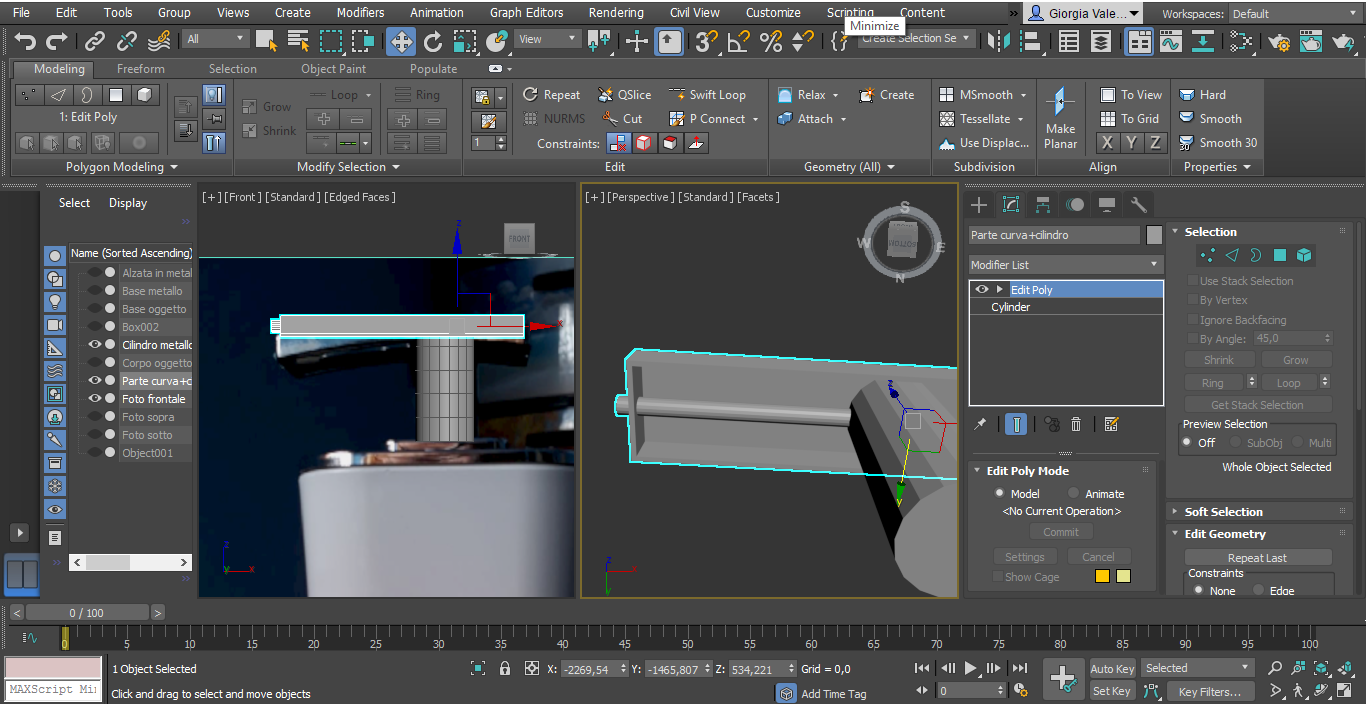 File Edit Tools Group Views Create Modifiers Animation Graph Editors Rendering Civil View Customize Scripting Content » Giorgia Vale... Workspaces: Default
Minimize
All View Create Selection Se
Modeling Freeform Selection Object Paint Populate
1: Edit Poly
Polygon Modeling
Loop Ring
Grow
Shrink
Modify Selection
1
Repeat QSlice Swift Loop
NURMS Cut P Connect
Constraints:
Edit
Relax Create
Attach
Geometry (All)
MSmooth
Tessellate
Use Displac...
Subdivision
Make
Planar
To View
To Grid
X Y Z
Align
Hard
Smooth
Smooth 30
Properties
Select Display
»
Name (Sorted Ascending)
Alzata in metal
Base metallo
Base oggetto
Box002
Cilindro metallo
Corpo oggetto
Parte curva+c
Foto frontale
Foto sopra
Foto sotto
Object001
[+] [Front] [Standard] [Edged Faces]
FRONT
z
x
z
Y x
[+] [Perspective] [Standard] [Facets]
S
W E
N
BOTTOM
z
Y
z
Parte curva+cilindro
Modifier List
Edit Poly
Cylinder
Edit Poly Mode
Model Animate
<No Current Operation>
Commit
Settings Cancel
Show Cage
Selection
Use Stack Selection
By Vertex
Ignore Backfacing
By Angle: 45,0
Shrink Grow
Ring Loop
Get Stack Selection
Preview Selection
Off SubObj Multi
Whole Object Selected
Soft Selection
Edit Geometry
Repeat Last
Constraints
None Edge
< 0 / 100 >
0 5 10 15 20 25 30 35 40 45 50 55 60 65 70 75 80 85 90 95 100
1 Object Selected
X: -2269,54 Y: -1465,807 Z: 534,221 Grid = 0,0
Auto Key Selected
MAXScript Mi
Click and drag to select and move objects
Add Time Tag
0
Set Key Key Filters...